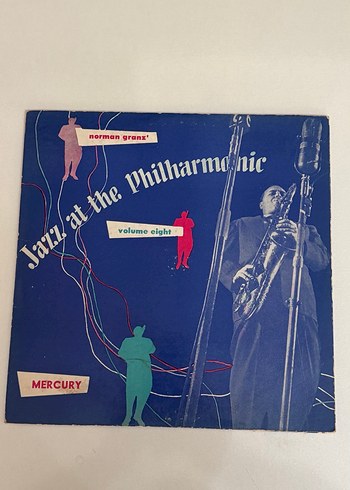 norman granz'
Jazz at the Philharmonic
volume eight
MERCURY